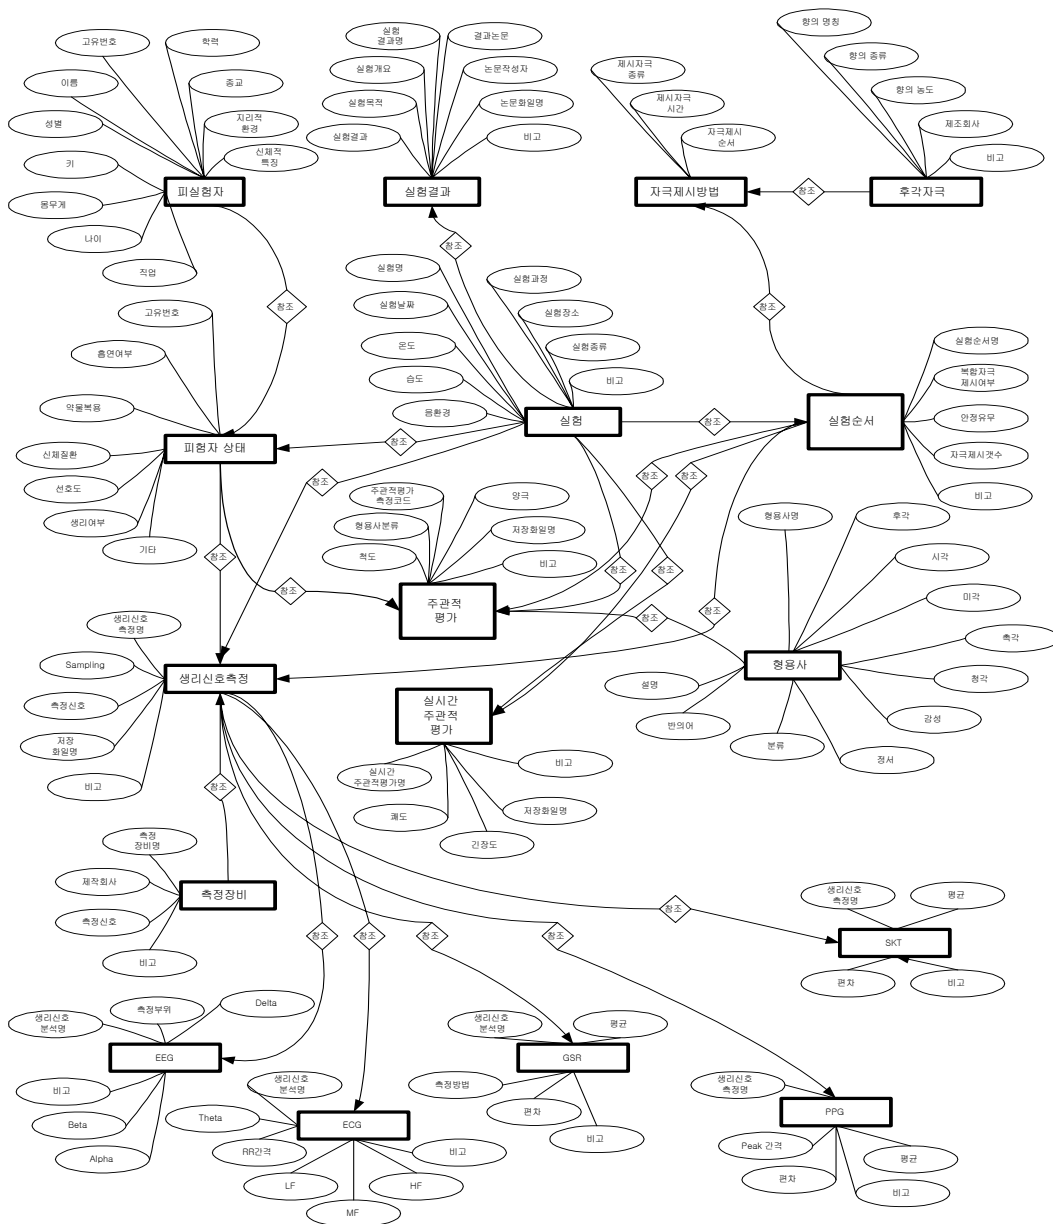 고유번호
학력
이름
종교
성별
지리적
환경
키
신체적
특징
몸무게
나이
직업
피실험자
실험
결과명
결과논문
실험개요
논문작성자
실험목적
논문화일명
실험결과
비고
실험결과
제시자극
종류
제시자극
시간
자극제시
순서
자극제시방법
참조
향의 명칭
향의 종류
향의 농도
제조회사
비고
후각자극
참조
참조
참조
고유번호
흡연여부
약물복용
신체질환
선호도
생리여부
기타
피험자 상태
참조
실험명
실험과정
실험날짜
실험장소
온도
실험종류
습도
비고
음환경
실험
참조
실험순서명
복합자극
제시여부
안정유무
자극제시갯수
비고
실험순서
참조
참조
참조
주관적평가
측정코드
양극
형용사분류
저장화일명
척도
비고
주관적
평가
참조
참조
참조
참조
참조
참조
형용사명
후각
시각
미각
촉각
청각
감성
정서
분류
반의어
설명
형용사
생리신호
측정명
Sampling
측정신호
저장
화일명
비고
생리신호측정
실시간
주관적
평가
실시간
주관적평가명
비고
쾌도
저장화일명
긴장도
참조
측정
장비명
제작회사
측정신호
비고
측정장비
참조
참조
참조
참조
참조
생리신호
측정명
평균
SKT
편차
비고
생리신호
분석명
측정부위
Delta
EEG
비고
Beta
Alpha
생리신호
분석명
Theta
RR간격
ECG
비고
LF
HF
MF
생리신호
분석명
평균
GSR
측정방법
편차
비고
생리신호
측정명
PPG
Peak 간격
평균
편차
비고